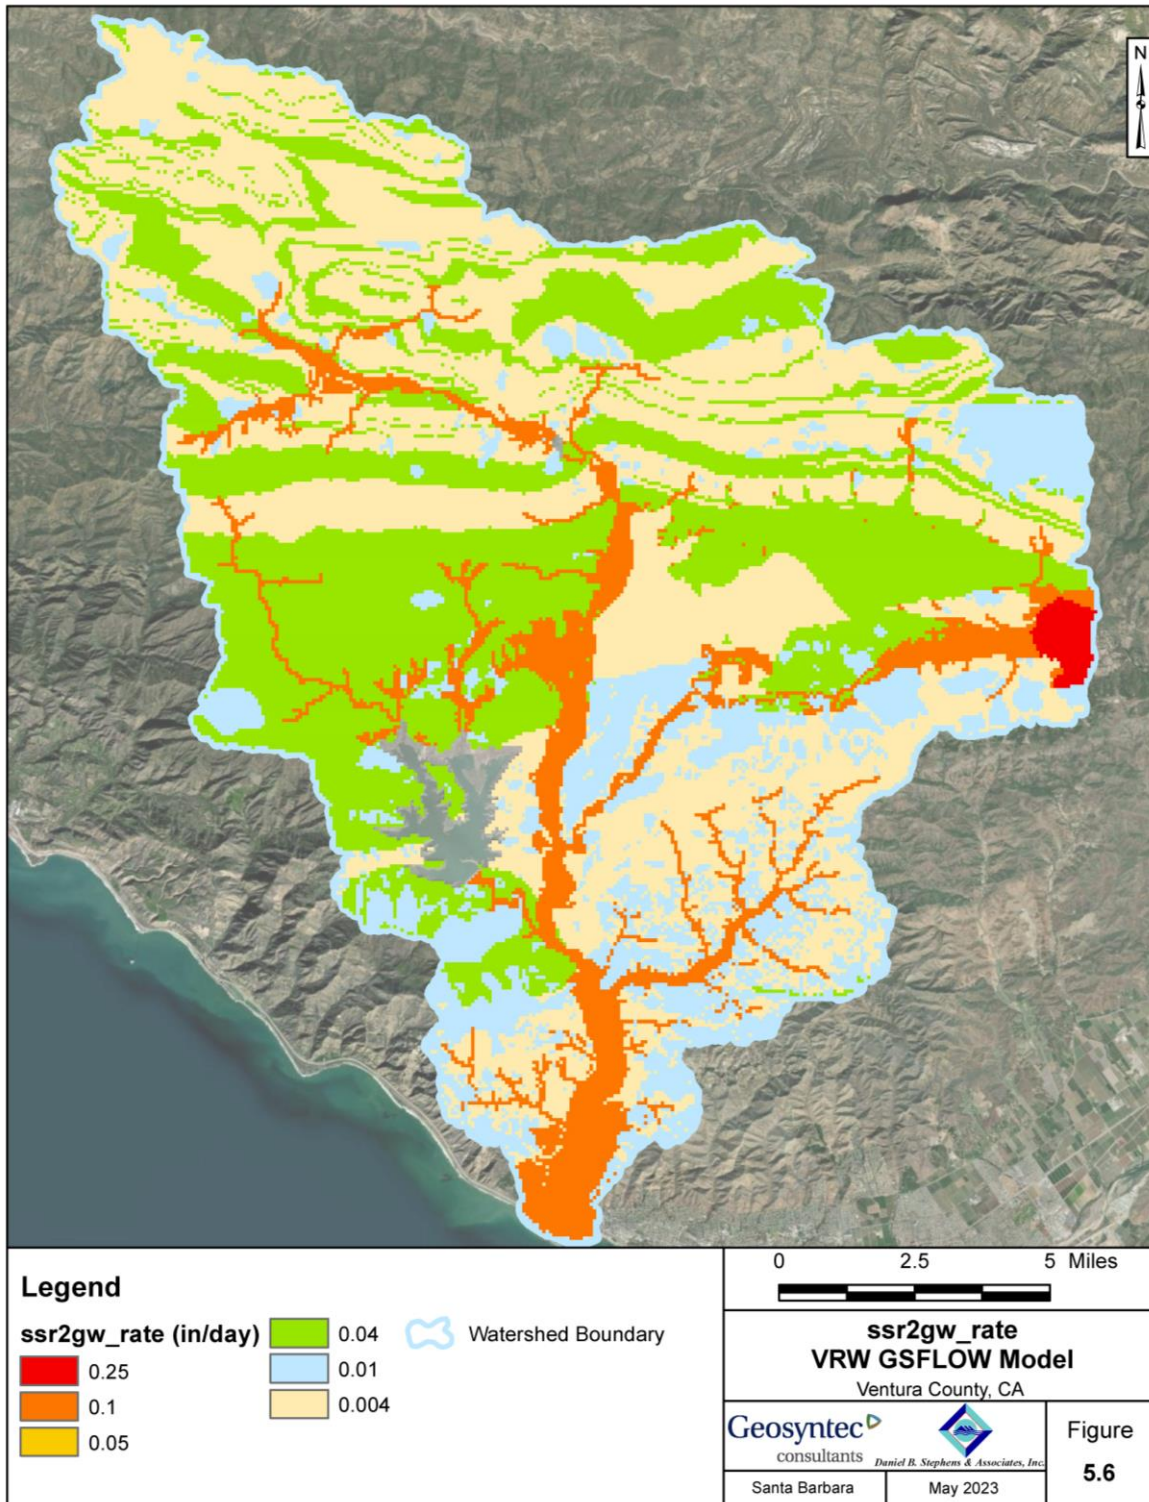 N
Legend
ssr2gw_rate (in/day)
0.25
0.1
0.05
0.04
0.01
0.004
Watershed Boundary
0 2.5 5 Miles
ssr2gw_rate
VRW GSFLOW Model
Ventura County, CA
Geosyntec
consultants
Daniel B. Stephens & Associates, Inc.
Santa Barbara
May 2023
Figure
5.6